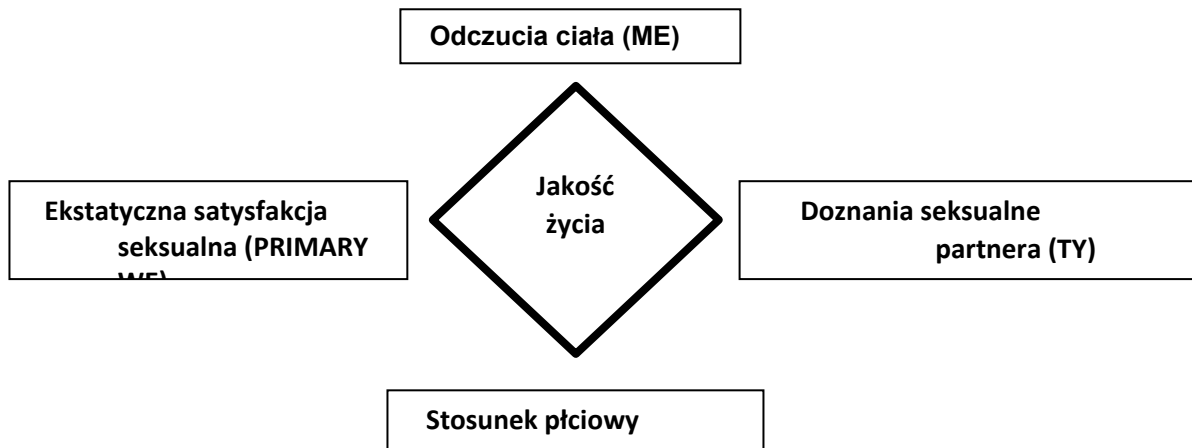 Odczucia ciała (ME)
Jakość
życia
Ekstatyczna satysfakcja
seksualna (PRIMARY
Doznania seksualne
partnera (TY)
Stosunek płciowy